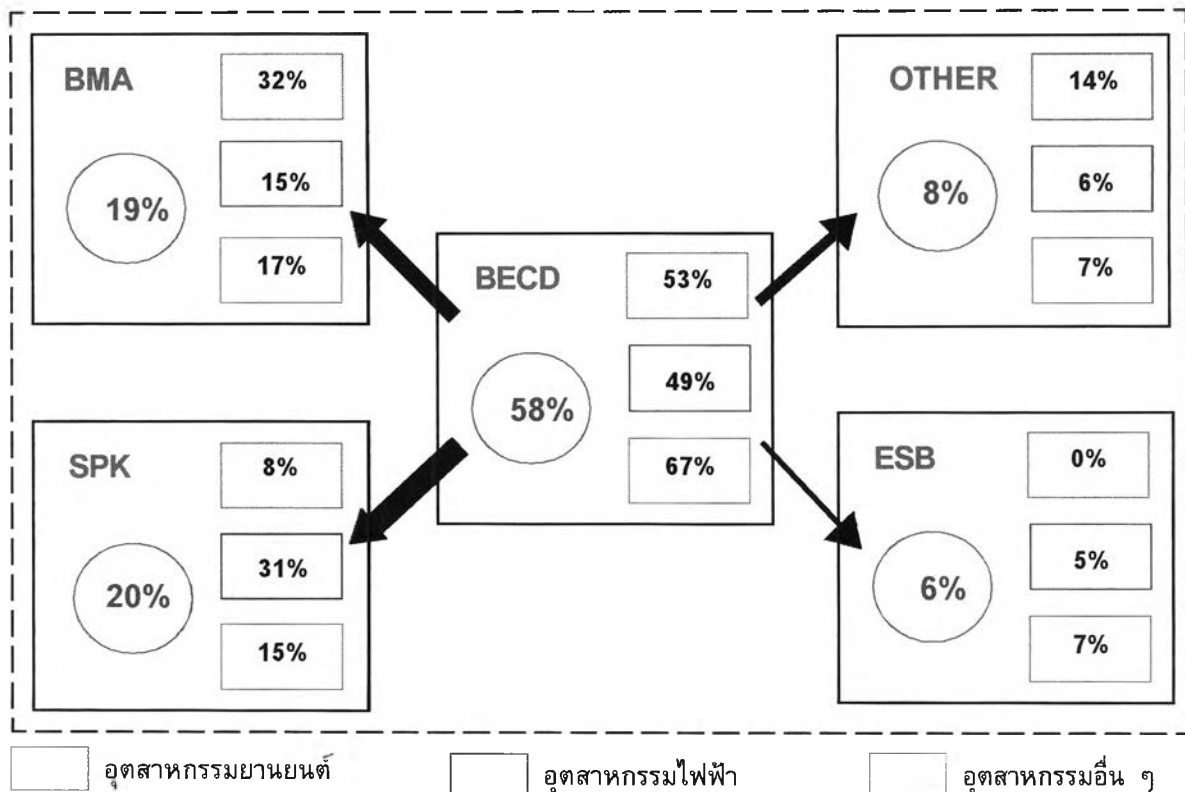 BMA
32%
15%
19%
17%
OTHER
14%
6%
8%
7%
BECD
53%
49%
58%
67%
SPK
8%
31%
20%
15%
ESB
0%
5%
6%
7%
อุตสาหกรรมยานยนต์
อุตสาหกรรมไฟฟ้า
อุตสาหกรรมอื่น ๆ